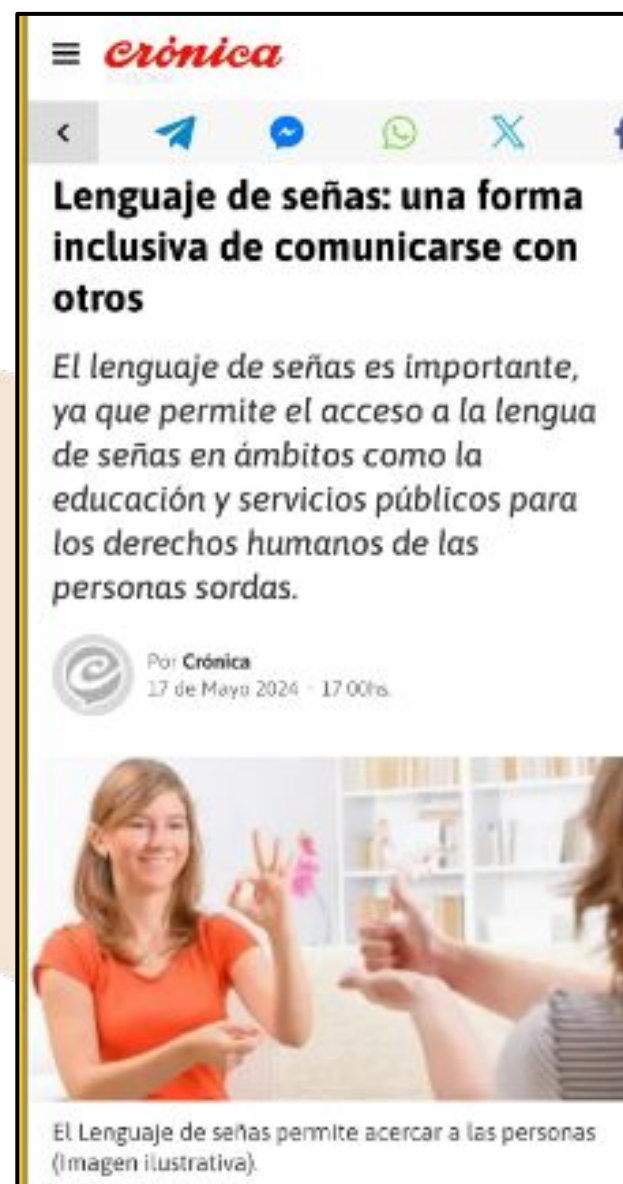 crónica
Lenguaje de señas: una forma
inclusiva de comunicarse con
otros
El lenguaje de señas es importante,
ya que permite el acceso a la lengua
de señas en ámbitos como la
educación y servicios públicos para
los derechos humanos de las
personas sordas.
Por Crónica
17 de Mayo 2024 - 17:00hs.
El Lenguaje de señas permite acercar a las personas
(Imagen ilustrativa).